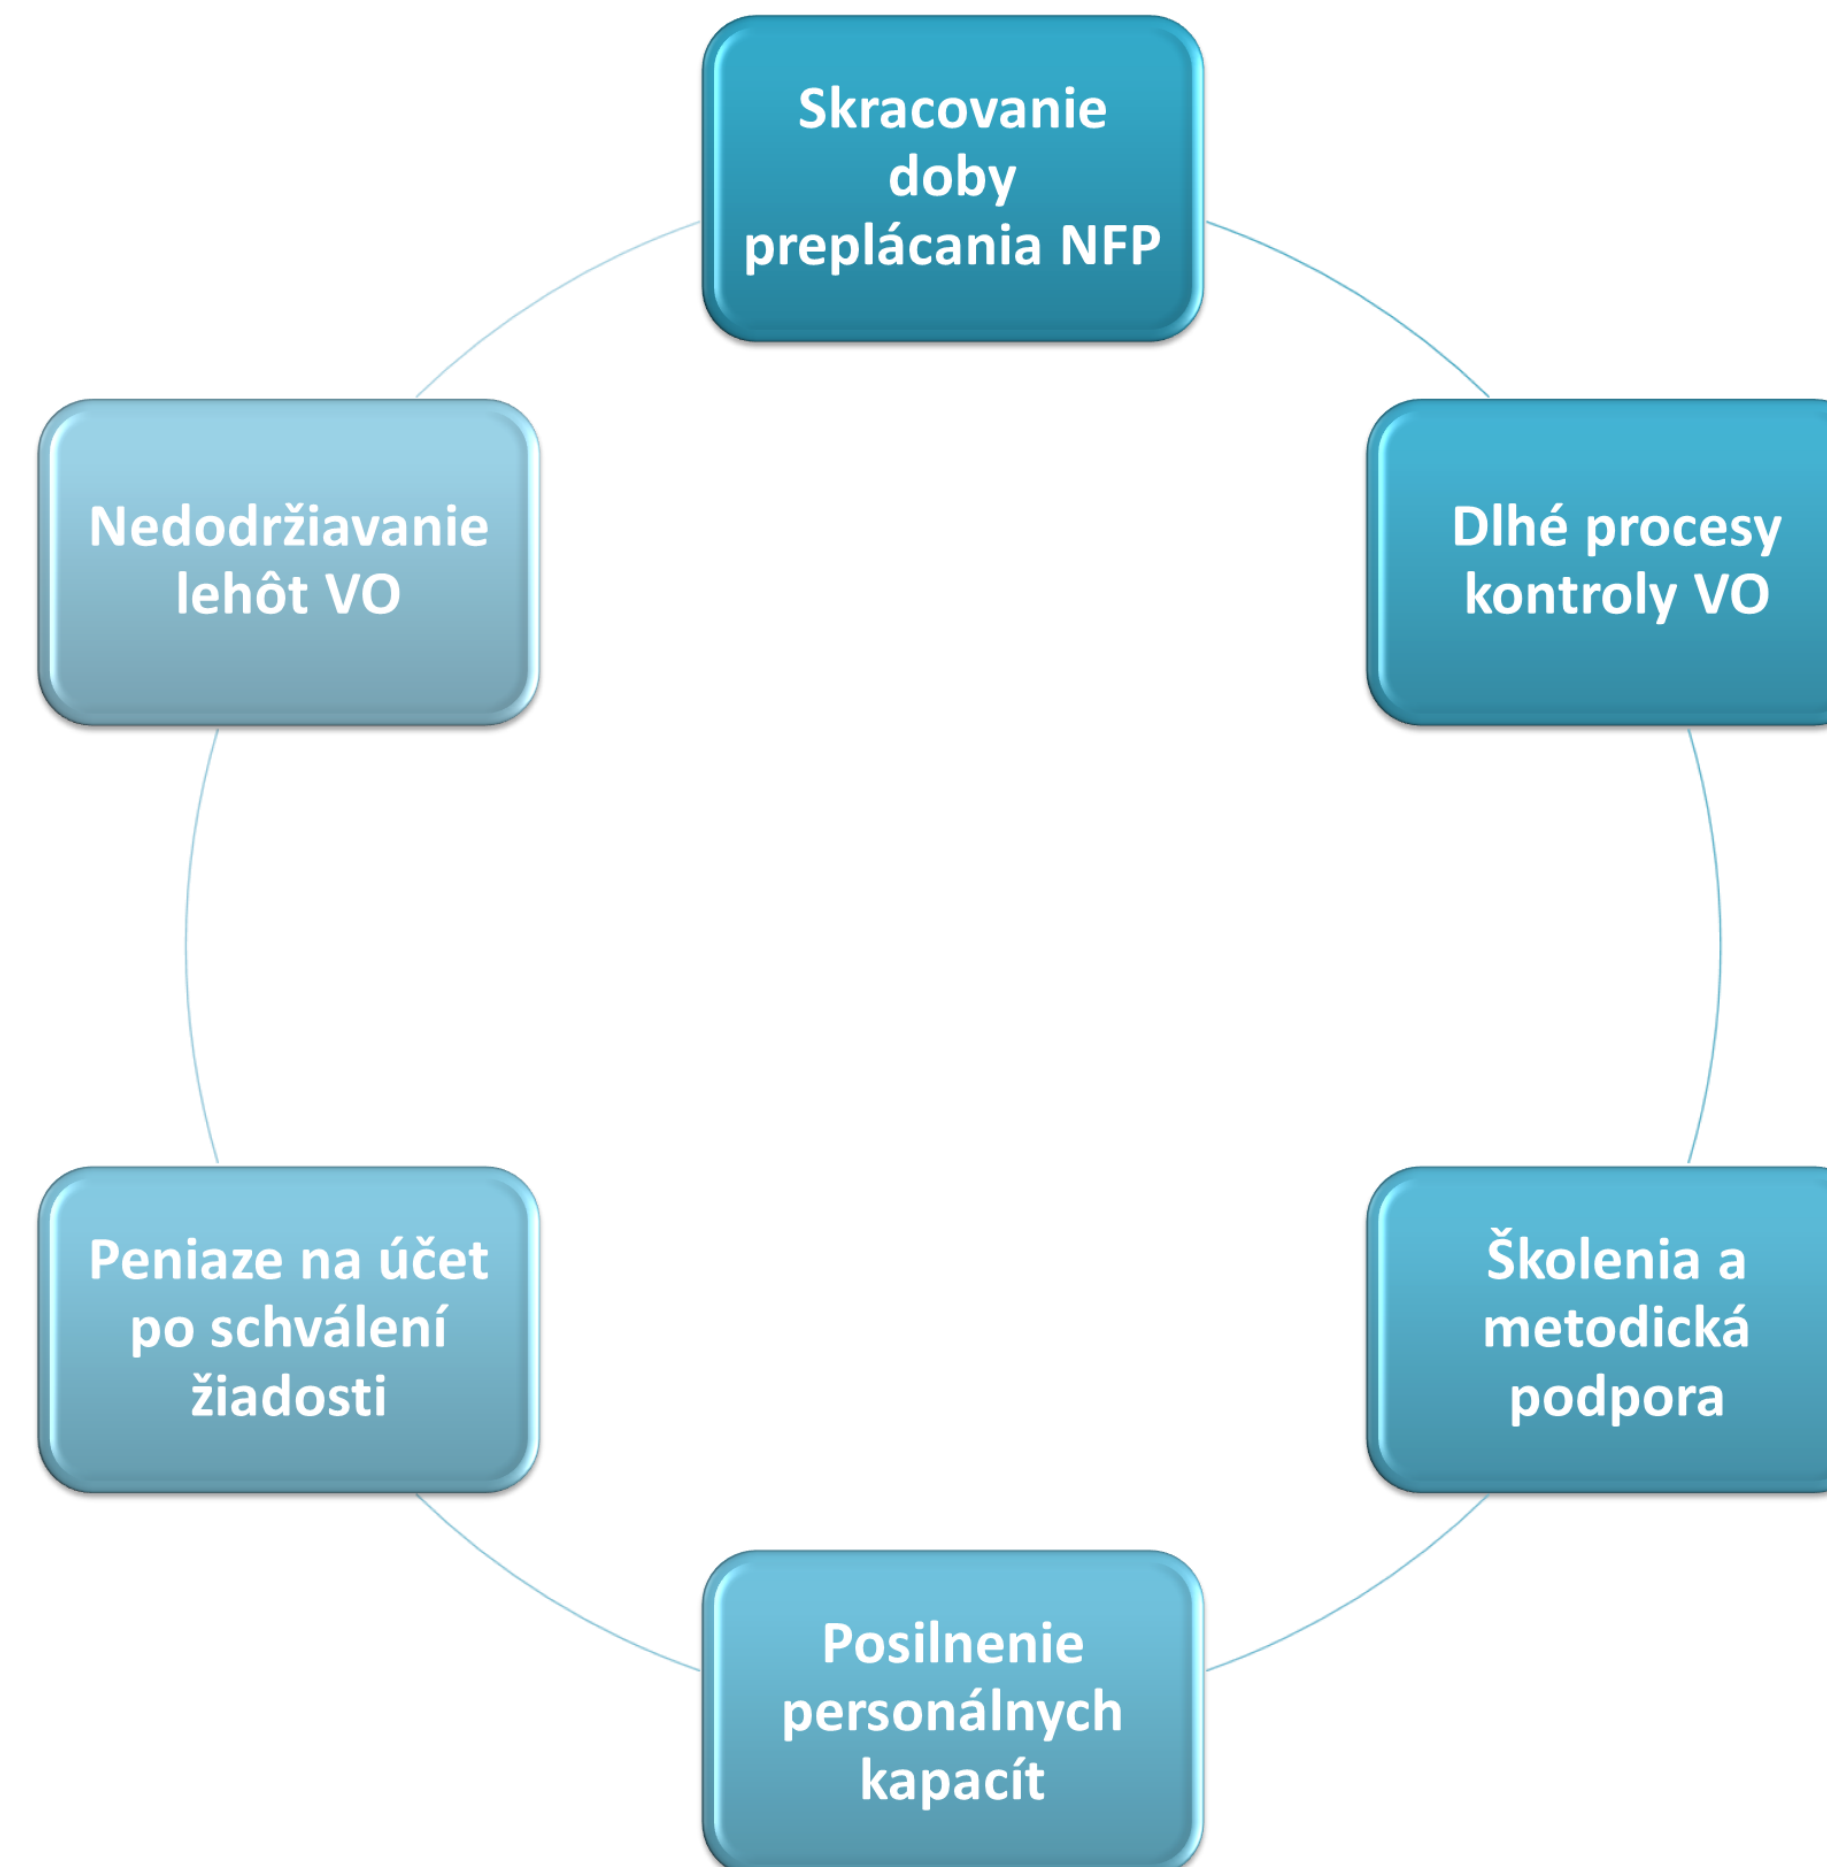 Skracovanie
doby
preplácania NFP
Dlhé procesy
kontroly VO
Školenia a
metodická
podpora
Posilnenie
personálnych
kapacít
Peniaze na účet
po schválení
žiadosti
Nedodržiavanie
lehôt VO